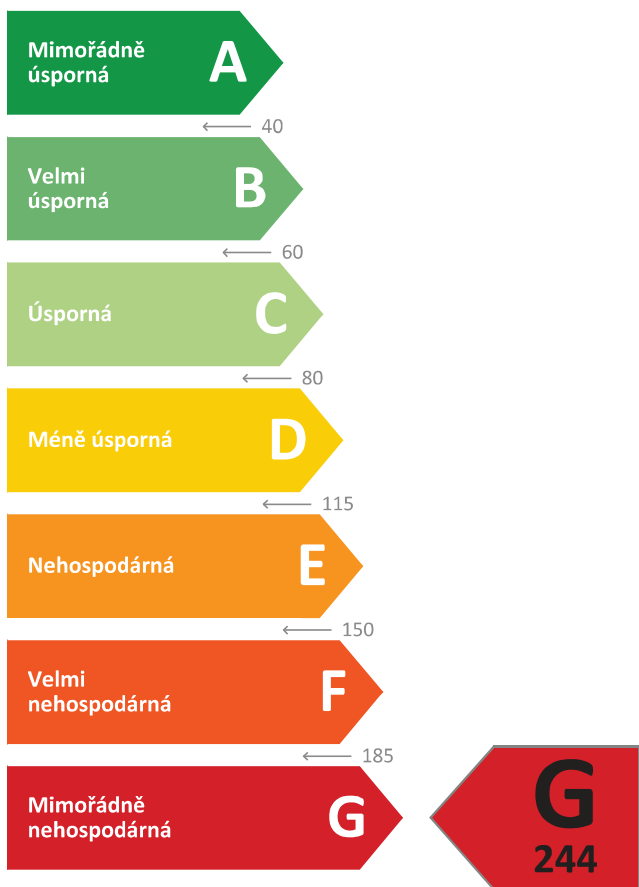 Mimořádně
úsporná
A
40
Velmi
úsporná
B
60
Úsporná
C
80
Méně úsporná
D
115
Nehospodárná
E
150
Velmi
nehospodárná
F
185
Mimořádně
nehospodárná
G
G
244